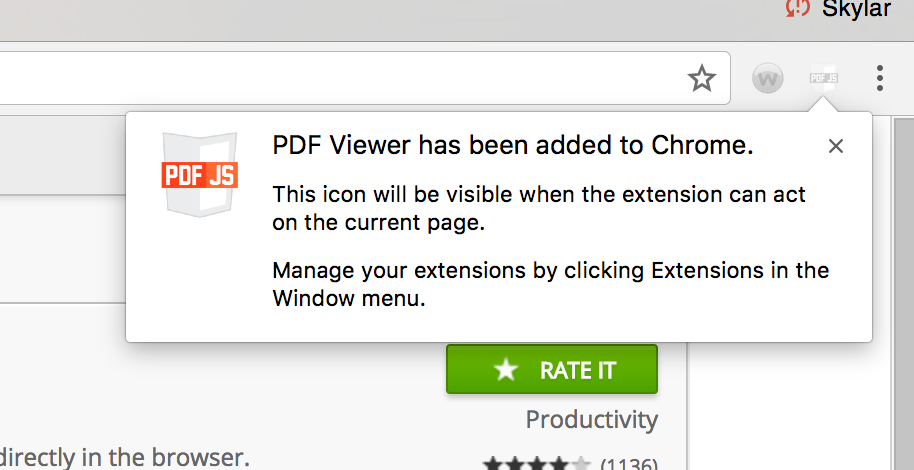 Skylar
W
PDF JS
PDF JS
PDF Viewer has been added to Chrome.
This icon will be visible when the extension can act
on the current page.
Manage your extensions by clicking Extensions in the
Window menu.
RATE IT
Productivity
directly in the browser.
(1136)